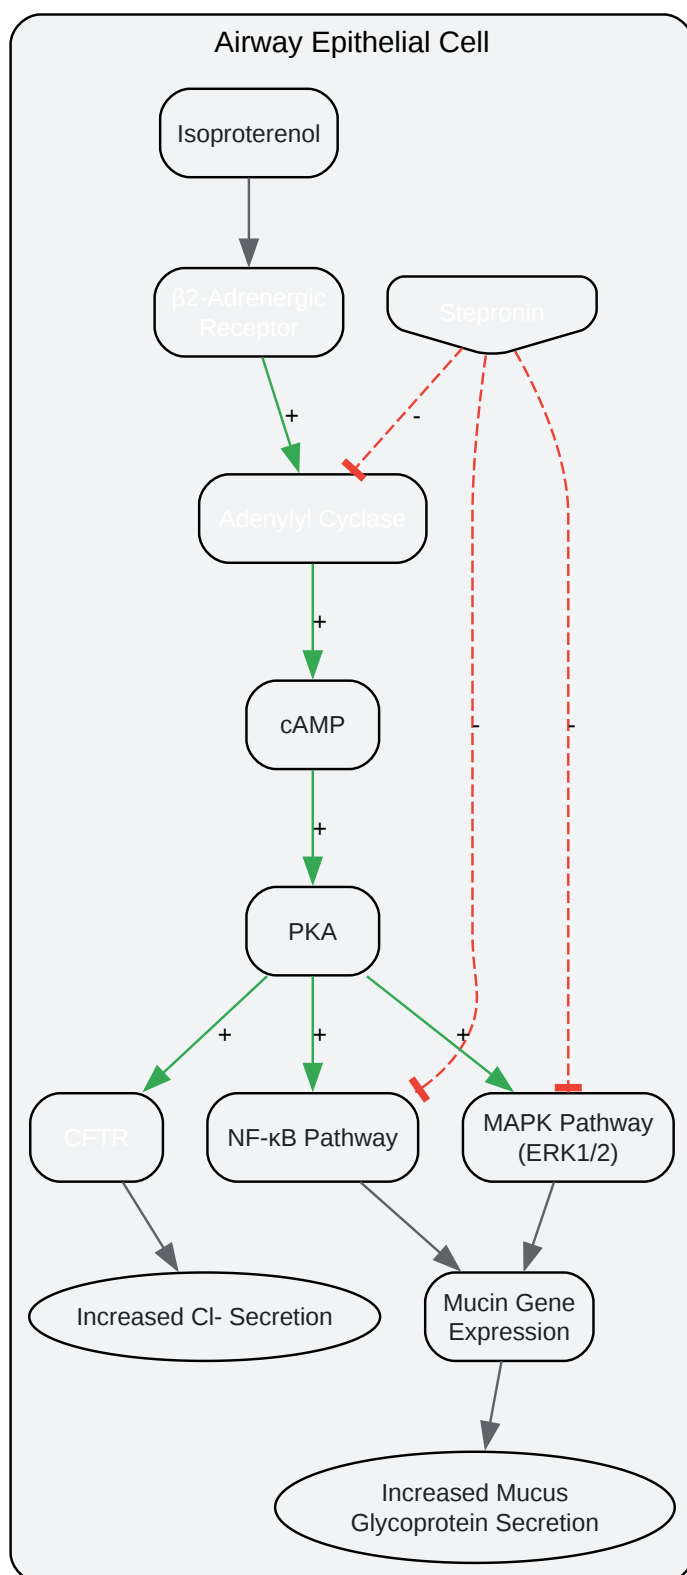 Airway Epithelial Cell
Isoproterenol
β2-Adrenergic
Receptor
Stepronin
+
-
Adenylyl Cyclase
+
cAMP
-
-
+
PKA
+
+
+
CFTR
NF-κB Pathway
MAPK Pathway
(ERK1/2)
Increased Cl- Secretion
Mucin Gene
Expression
Increased Mucus
Glycoprotein Secretion